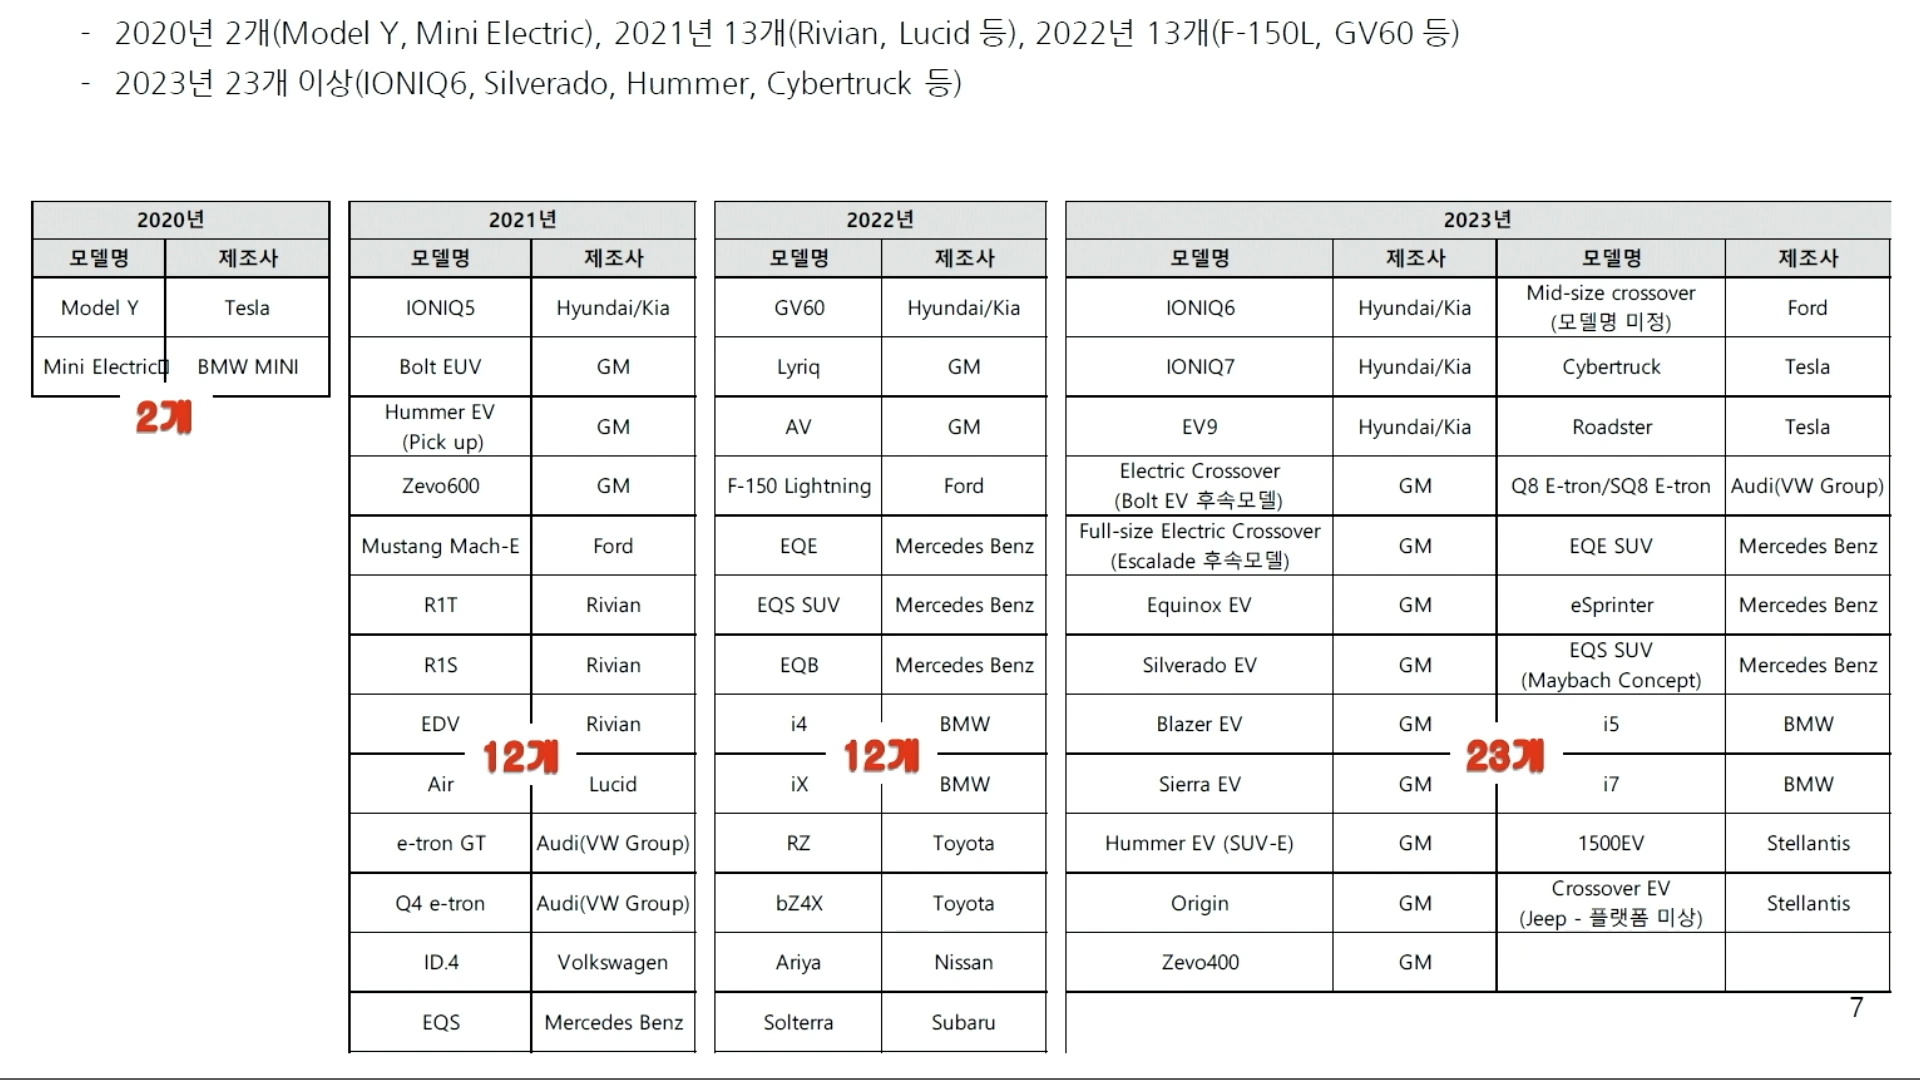 - 2020년 2개(Model Y, Mini Electric), 2021년 13개(Rivian, Lucid 등), 2022년 13개(F-150L, GV60 등)
- 2023년 23개 이상(IONIQ6, Silverado, Hummer, Cybertruck 등)
2020년
모델명 제조사
Model Y Tesla
Mini Electric BMW MINI
2개
2021년
모델명 제조사
IONIQ5 Hyundai/Kia
Bolt EUV GM
Hummer EV
(Pick up) GM
Zevo600 GM
Mustang Mach-E Ford
R1T Rivian
R1S Rivian
EDV Rivian
12개
Air Lucid
e-tron GT Audi(VW Group)
Q4 e-tron Audi(VW Group)
ID.4 Volkswagen
EQS Mercedes Benz
2022년
모델명 제조사
GV60 Hyundai/Kia
Lyriq GM
AV GM
F-150 Lightning Ford
EQE Mercedes Benz
EQS SUV Mercedes Benz
EQB Mercedes Benz
i4 BMW
12개
iX BMW
RZ Toyota
bZ4X Toyota
Ariya Nissan
Solterra Subaru
2023년
모델명 제조사 모델명 제조사
IONIQ6 Hyundai/Kia Mid-size crossover
(모델명 미정) Ford
IONIQ7 Hyundai/Kia Cybertruck Tesla
EV9 Hyundai/Kia Roadster Tesla
Electric Crossover
(Bolt EV 후속모델) GM Q8 E-tron/SQ8 E-tron Audi(VW Group)
Full-size Electric Crossover
(Escalade 후속모델) GM EQE SUV Mercedes Benz
Equinox EV GM eSprinter Mercedes Benz
Silverado EV GM EQS SUV
(Maybach Concept) Mercedes Benz
Blazer EV GM i5 BMW
23개
Sierra EV GM i7 BMW
Hummer EV (SUV-E) GM 1500EV Stellantis
Origin GM Crossover EV
(Jeep - 플랫폼 미상) Stellantis
Zevo400 GM
7